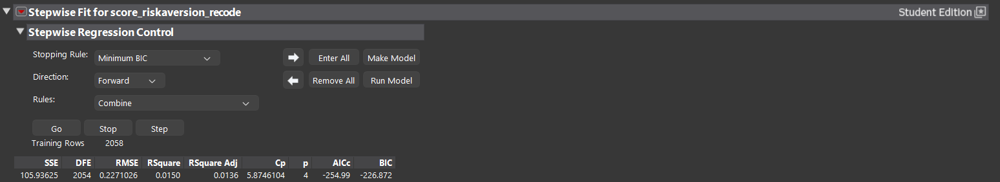 Stepwise Fit for score_riskaversion_recode Student Edition
Stepwise Regression Control
Stopping Rule: Minimum BIC Enter All Make Model
Direction: Forward Remove All Run Model
Rules: Combine
Go Stop Step
Training Rows 2058
SSE DFE RMSE RSquare RSquare Adj Cp p AICc BIC
105.93625 2054 0.2271026 0.0150 0.0136 5.8746104 4 -254.99 -226.872